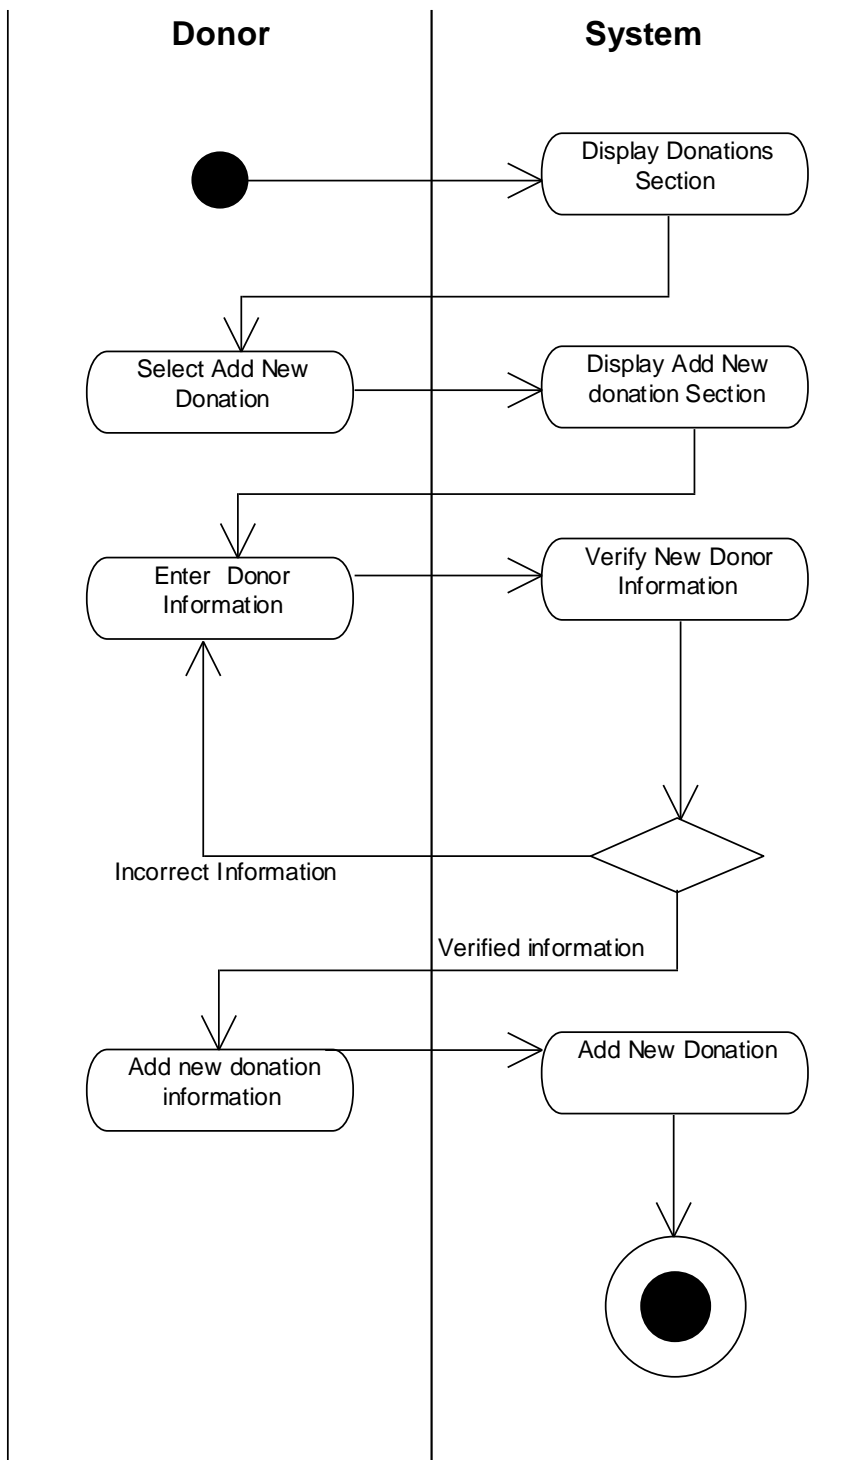 Donor
System
Display Donations
Section
Select Add New
Donation
Display Add New
donation Section
Enter  Donor
Information
Verify New Donor
Information
Incorrect Information
Verified information
Add new donation
information
Add New Donation